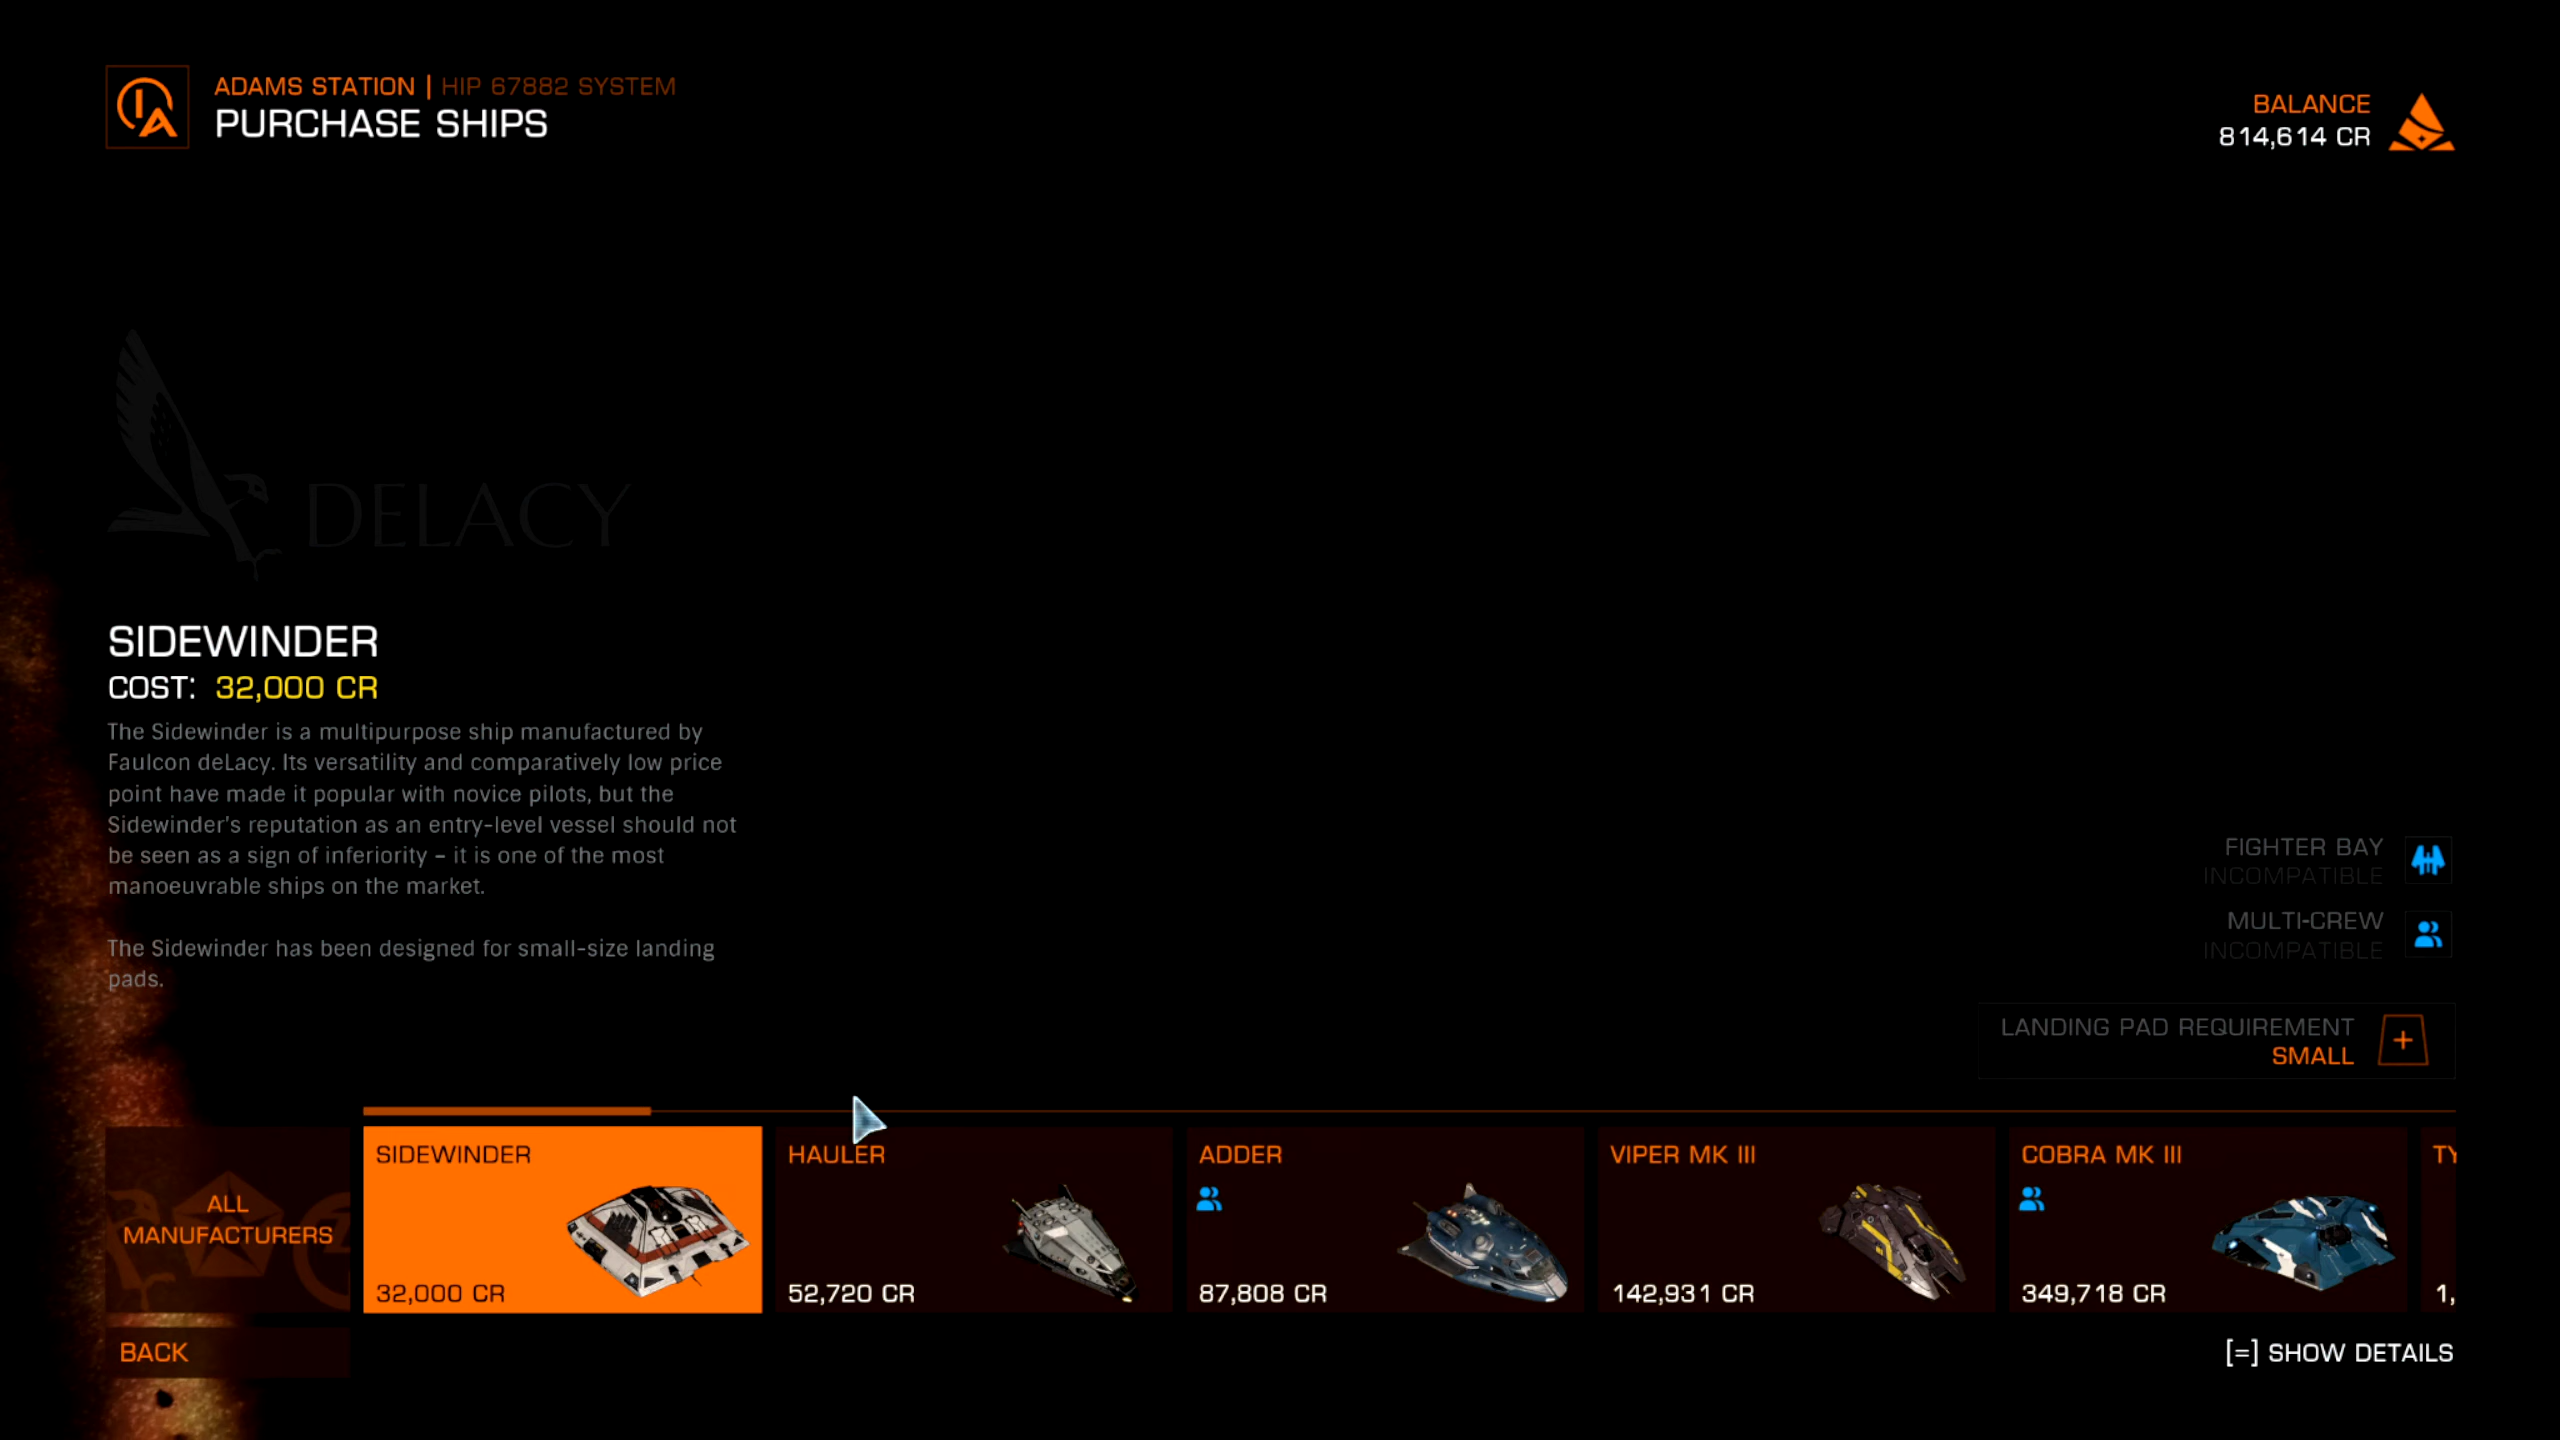 ADAMS STATION | HIP 67882 SYSTEM
PURCHASE SHIPS
BALANCE
814,614 CR
DELACY
SIDEWINDER
COST: 32,000 CR
The Sidewinder is a multipurpose ship manufactured by
Faulcon deLacy. Its versatility and comparatively low price
point have made it popular with novice pilots, but the
Sidewinder's reputation as an entry-level vessel should not
be seen as a sign of inferiority – it is one of the most
manoeuvrable ships on the market.
The Sidewinder has been designed for small-size landing
pads.
FIGHTER BAY
INCOMPATIBLE
MULTI-CREW
INCOMPATIBLE
LANDING PAD REQUIREMENT
SMALL
ALL
MANUFACTURERS
SIDEWINDER
32,000 CR
HAULER
52,720 CR
ADDER
87,808 CR
VIPER MK III
142,931 CR
COBRA MK III
349,718 CR
TY
1,
BACK
[=] SHOW DETAILS